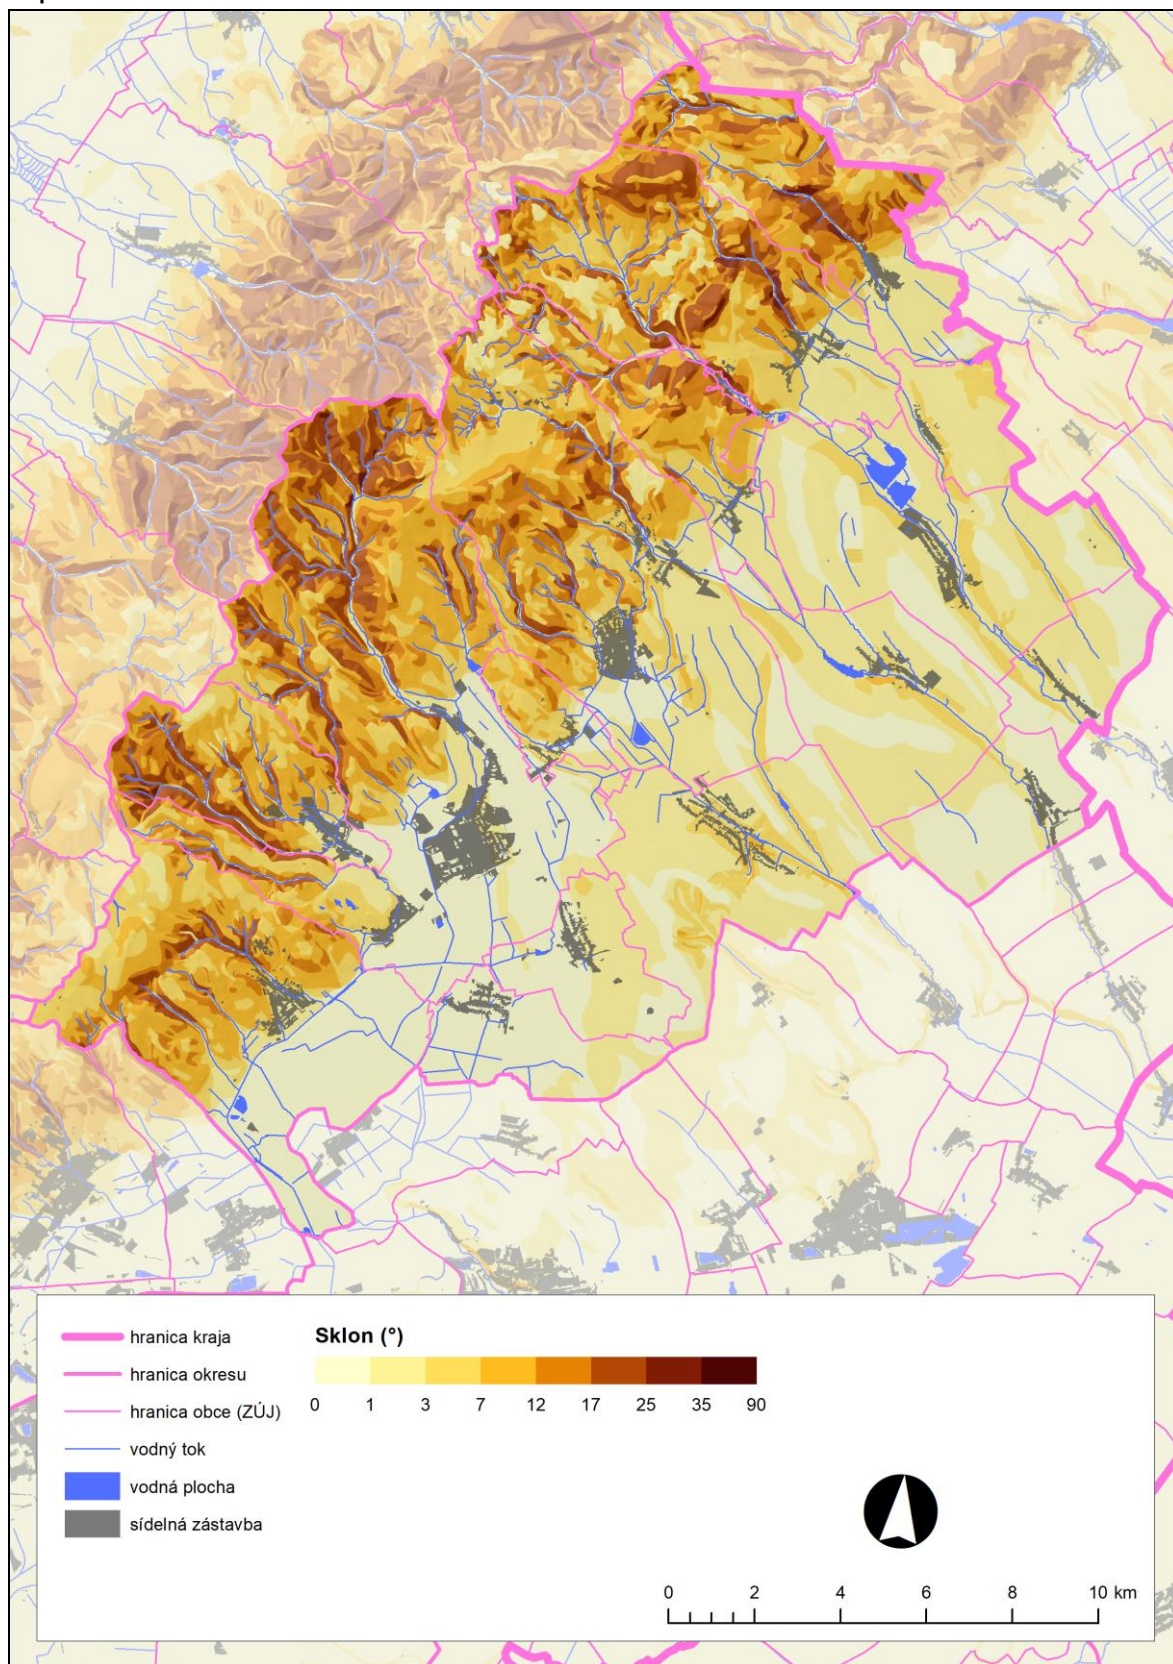 hranica kraja
hranica okresu
hranica obce (ZÚJ)
vodný tok
vodná plocha
sídelná zástavba
Sklon (°)
0 1 3 7 12 17 25 35 90
0 2 4 6 8 10 km